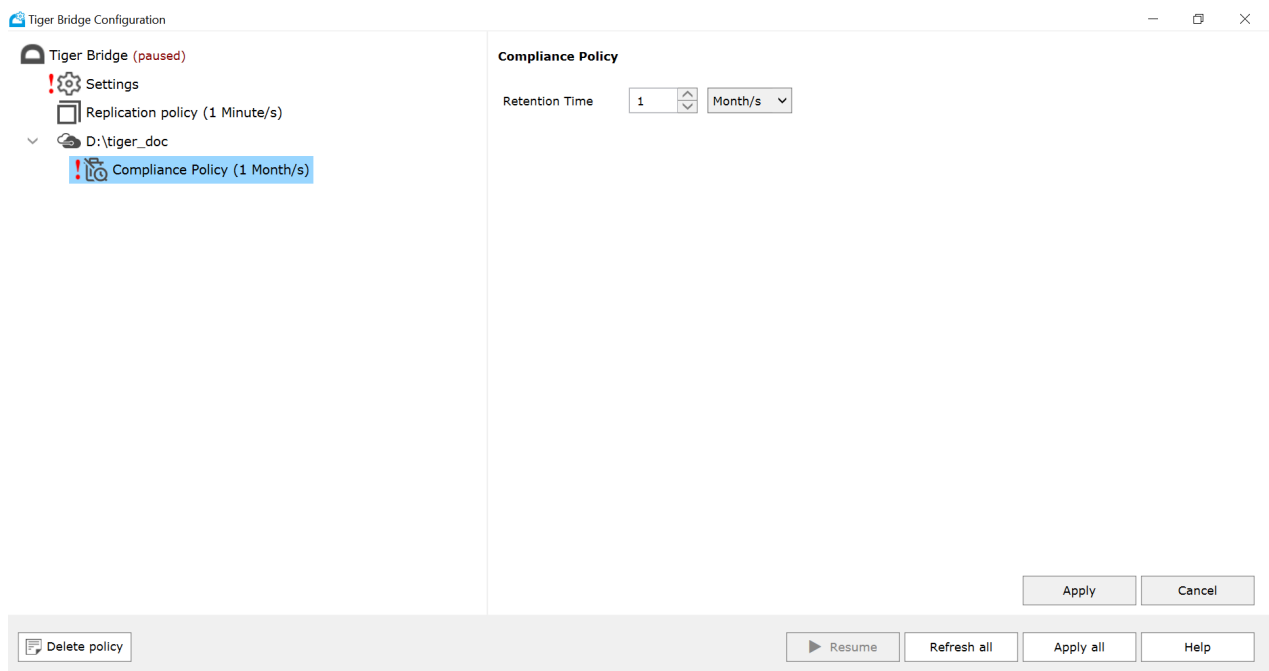 Tiger Bridge Configuration
Tiger Bridge (paused)
Settings
Replication policy (1 Minute/s)
D:\tiger_doc
Compliance Policy (1 Month/s)
Compliance Policy
Retention Time 1 Month/s
Apply Cancel
Delete policy Resume Refresh all Apply all Help